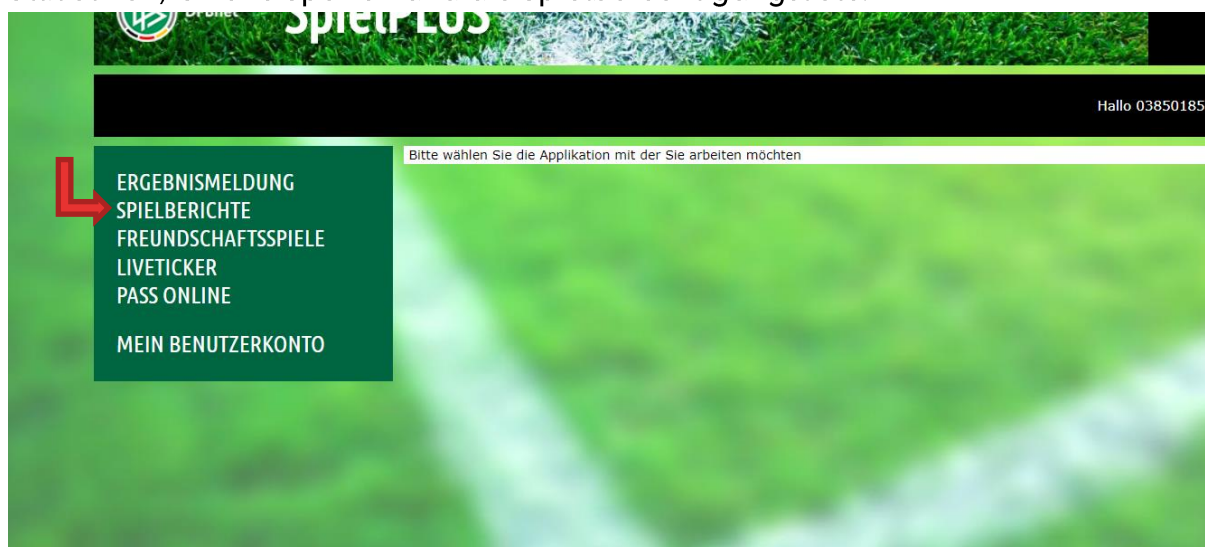 DFBnet SpielPLUS
Hallo 03850185
Bitte wählen Sie die Applikation mit der Sie arbeiten möchten
ERGEBNISMELDUNG
SPIELBERICHTE
FREUNDSCHAFTSSPIELE
LIVETICKER
PASS ONLINE
MEIN BENUTZERKONTO